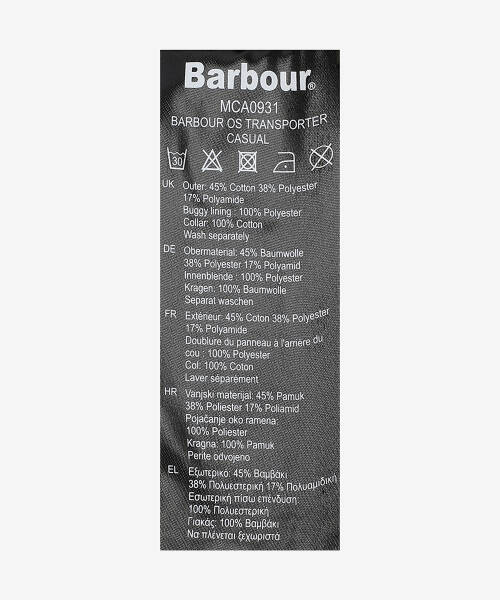 Barbour®
MCA0931
BARBOUR OS TRANSPORTER
CASUAL
30
UK Outer: 45% Cotton 38% Polyester
17% Polyamide
Buggy lining : 100% Polyester
Collar: 100% Cotton
Wash separately
DE Obermaterial: 45% Baumwolle
38% Polyester 17% Polyamid
Innenblende : 100% Polyester
Kragen: 100% Baumwolle
Separat waschen
FR Extérieur: 45% Coton 38% Polyester
17% Polyamide
Doublure du panneau à l'arrière du
cou : 100% Polyester
Col: 100% Coton
Laver séparément
HR Vanjski materijal: 45% Pamuk
38% Poliester 17% Poliamid
Pojačanje oko ramena:
100% Poliester
Kragna: 100% Pamuk
Perite odvojeno
EL Εξωτερικό: 45% Βαμβάκι
38% Πολυεστερική 17% Πολυαμιδική
Εσωτερική πίσω επένδυση:
100% Πολυεστερική
Γιακάς: 100% Βαμβάκι
Να πλένεται ξεχωριστά